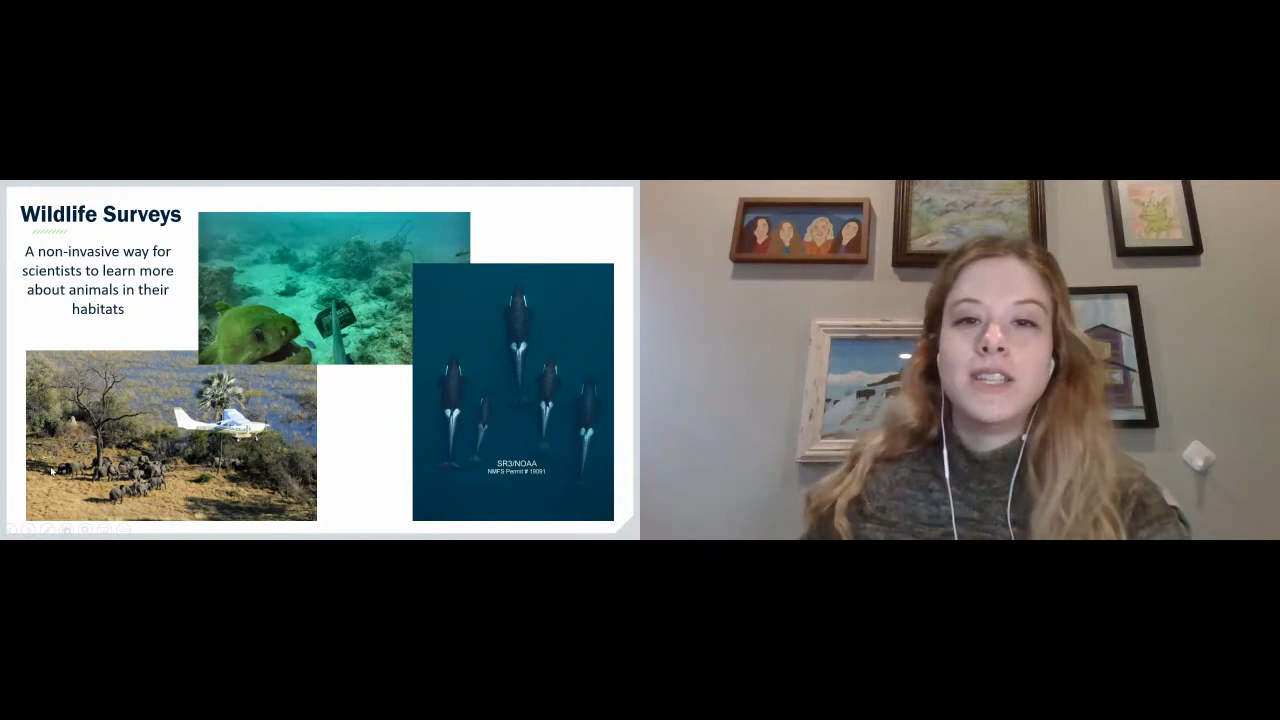 Wildlife Surveys
A non-invasive way for
scientists to learn more
about animals in their
habitats
SR3/NOAA
NMFS Permit # 19091